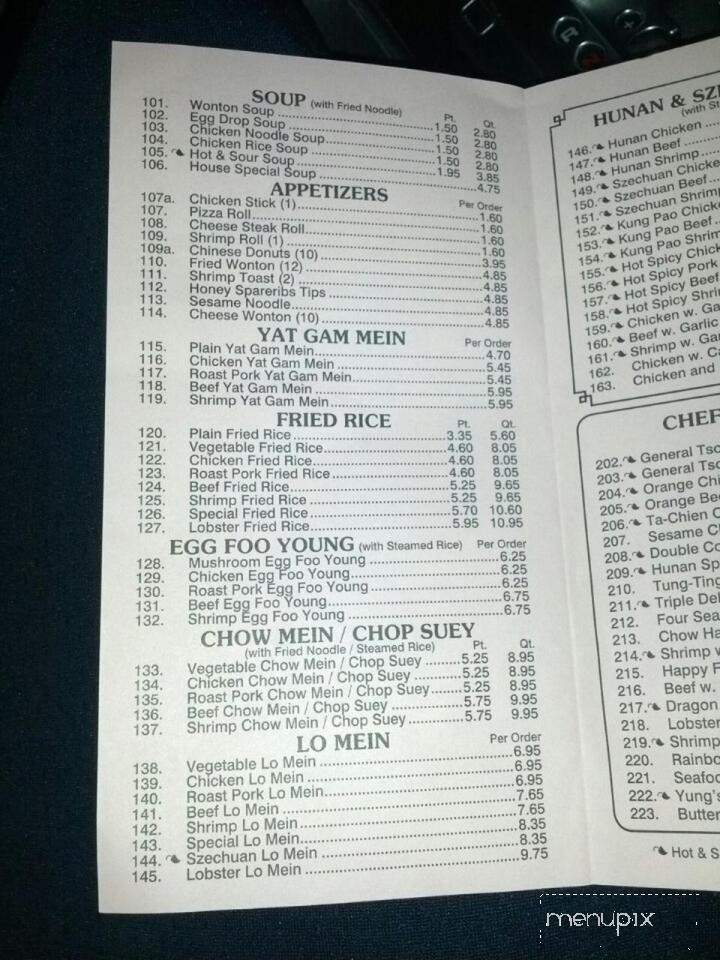 SOUP (with Fried Noodle)
Pt. Qt.
101. Wonton Soup 1.50 2.80
102. Egg Drop Soup 1.50 2.80
103. Chicken Noodle Soup 1.50 2.80
104. Chicken Rice Soup 1.50 2.80
105. Hot & Sour Soup 1.95 3.85
106. House Special Soup 4.75
APPETIZERS
Per Order
107a. Chicken Stick (1) 1.60
107. Pizza Roll 1.60
108. Cheese Steak Roll 1.60
109. Shrimp Roll (1) 1.60
109a. Chinese Donuts (10) 3.95
110. Fried Wonton (12) 4.85
111. Shrimp Toast (2) 4.85
112. Honey Spareribs Tips 4.85
113. Sesame Noodle 4.85
114. Cheese Wonton (10) 4.85
YAT GAM MEIN
Per Order
115. Plain Yat Gam Mein 4.70
116. Chicken Yat Gam Mein 5.45
117. Roast Pork Yat Gam Mein 5.45
118. Beef Yat Gam Mein 5.95
119. Shrimp Yat Gam Mein 5.95
FRIED RICE Pt. Qt.
120. Plain Fried Rice 3.35 5.60
121. Vegetable Fried Rice 4.60 8.05
122. Chicken Fried Rice 4.60 8.05
123. Roast Pork Fried Rice 4.60 8.05
124. Beef Fried Rice 5.25 9.65
125. Shrimp Fried Rice 5.25 9.65
126. Special Fried Rice 5.70 10.60
127. Lobster Fried Rice 5.95 10.95
EGG FOO YOUNG (with Steamed Rice) Per Order
128. Mushroom Egg Foo Young 6.25
129. Chicken Egg Foo Young 6.25
130. Roast Pork Egg Foo Young 6.25
131. Beef Egg Foo Young 6.75
132. Shrimp Egg Foo Young 6.75
CHOW MEIN / CHOP SUEY
(with Fried Noodle / Steamed Rice) Pt. Qt.
133. Vegetable Chow Mein / Chop Suey 5.25 8.95
134. Chicken Chow Mein / Chop Suey 5.25 8.95
135. Roast Pork Chow Mein / Chop Suey 5.25 8.95
136. Beef Chow Mein / Chop Suey 5.75 9.95
137. Shrimp Chow Mein / Chop Suey 5.75 9.95
LO MEIN Per Order
138. Vegetable Lo Mein 6.95
139. Chicken Lo Mein 6.95
140. Roast Pork Lo Mein 6.95
141. Beef Lo Mein 7.65
142. Shrimp Lo Mein 7.65
143. Special Lo Mein 8.35
144. Szechuan Lo Mein 8.35
145. Lobster Lo Mein 9.75
HUNAN & SZE
(with St
146. Hunan Chicken
147. Hunan Beef
148. Hunan Shrimp
149. Szechuan Chicke
150. Szechuan Beef
151. Szechuan Shrim
152. Kung Pao Chick
153. Kung Pao Beef
154. Kung Pao Shrim
155. Hot Spicy Chic
156. Hot Spicy Pork
157. Hot Spicy Beef
158. Hot Spicy Shri
159. Chicken w. Ga
160. Beef w. Garlic
161. Shrimp w. Gar
162. Chicken w. Ca
163. Chicken and
CHEF
202. General Tso
203. General Tso
204. Orange Chi
205. Orange Bee
206. Ta-Chien C
207. Sesame Ch
208. Double Co
209. Hunan Sp
210. Tung-Ting
211. Triple Del
212. Four Sea
213. Chow Ha
214. Shrimp w
215. Happy F
216. Beef w.
217. Dragon
218. Lobster
219. Shrimp
220. Rainbo
221. Seafoo
222. Yung's
223. Butter
Hot & S
menupix